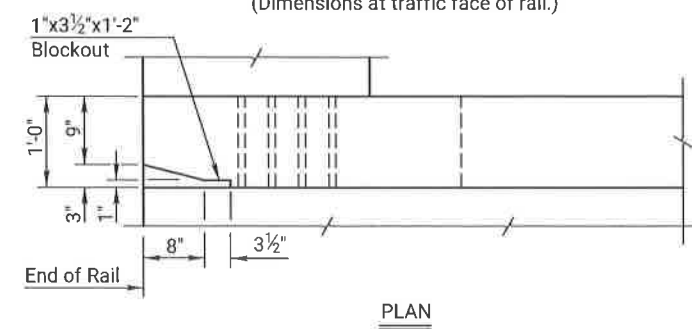 (Dimensions at traffic face of rail.)
1"x3½"x1'-2"
Blockout
1'-0"
9"
3"
1"
8"
3½"
End of Rail
PLAN